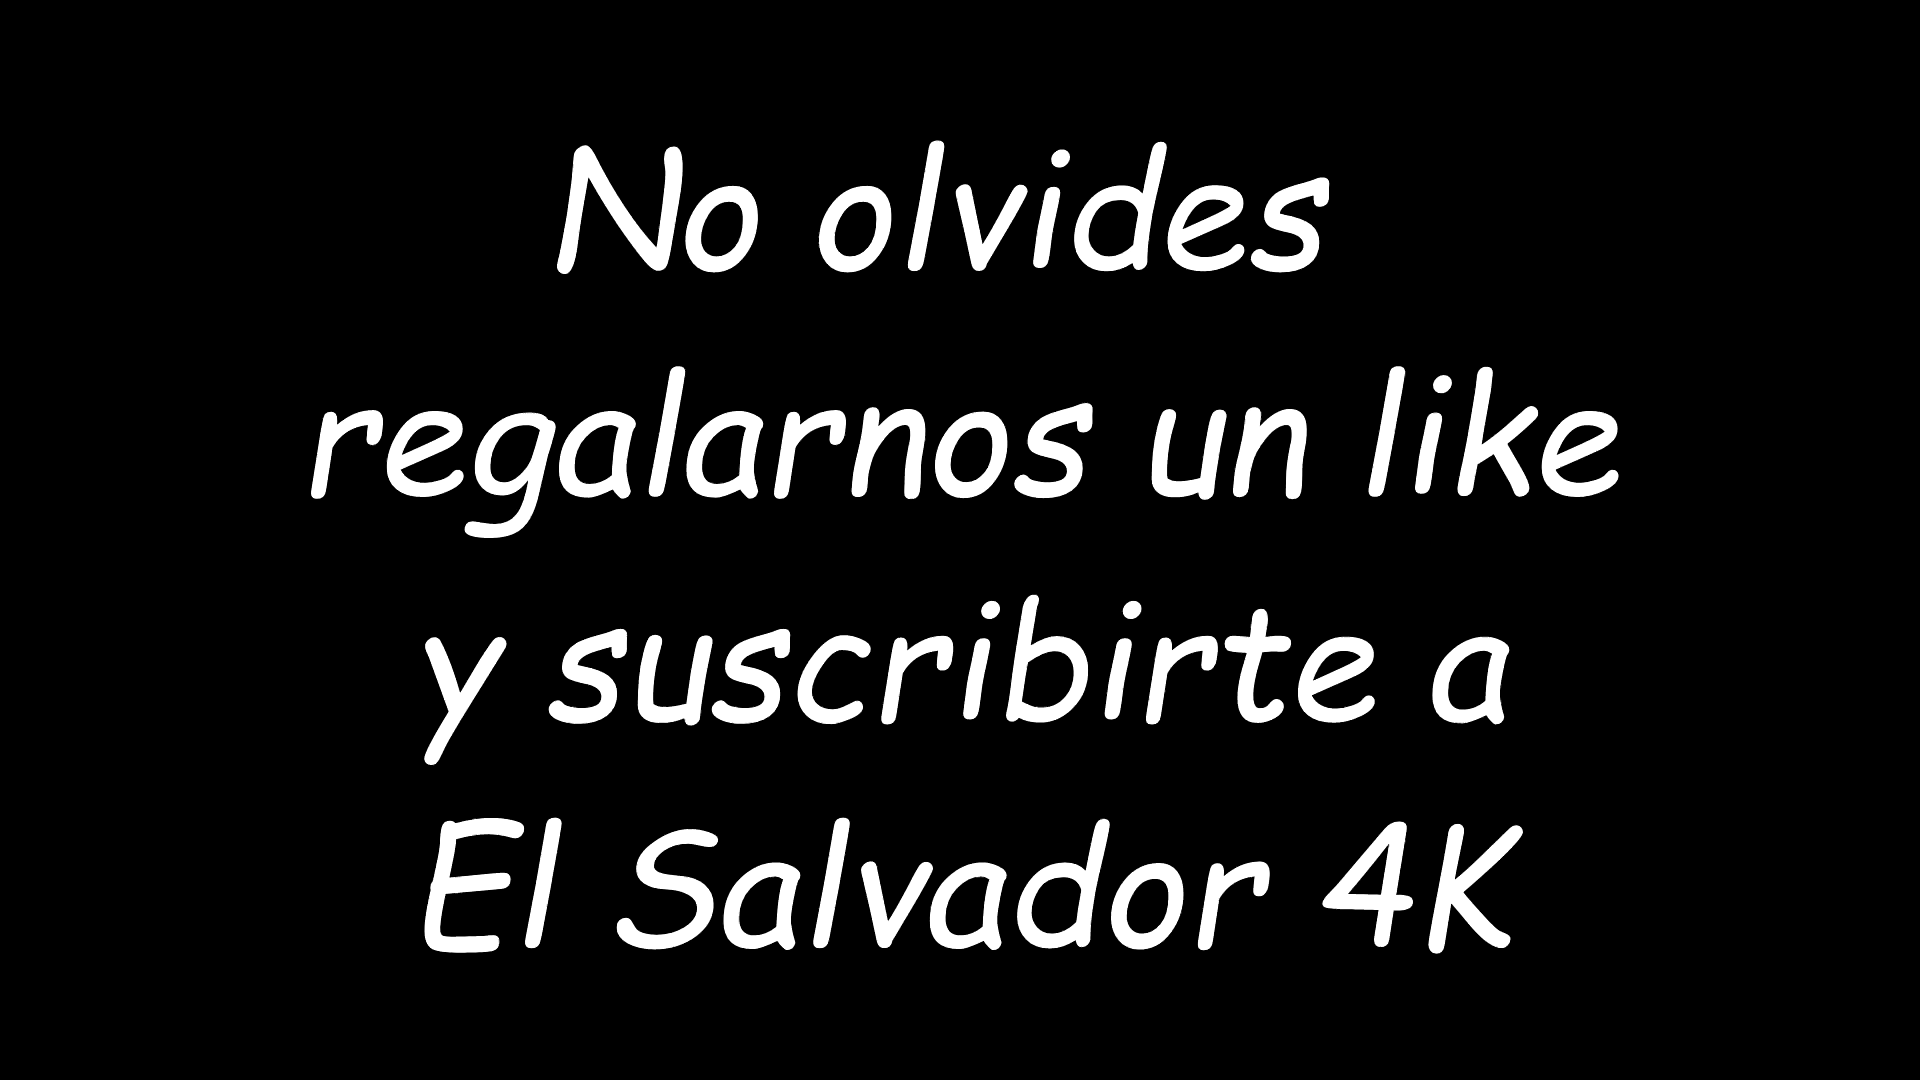 No olvides
regalarnos un like
y suscribirte a
El Salvador 4K